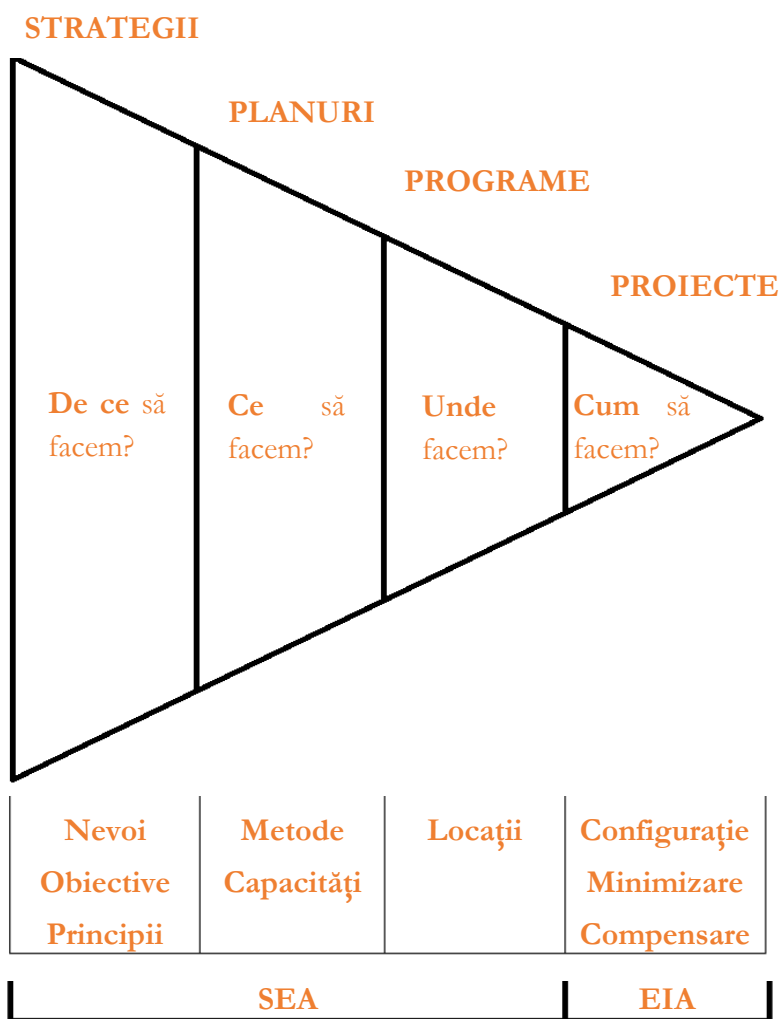 STRATEGII
PLANURI
PROGRAME
PROIECTE
De ce să
facem?
Ce să
facem?
Unde
facem?
Cum să
facem?
Nevoi
Obiective
Principii
Metode
Capacități
Locații
Configurație
Minimizare
Compensare
SEA
EIA